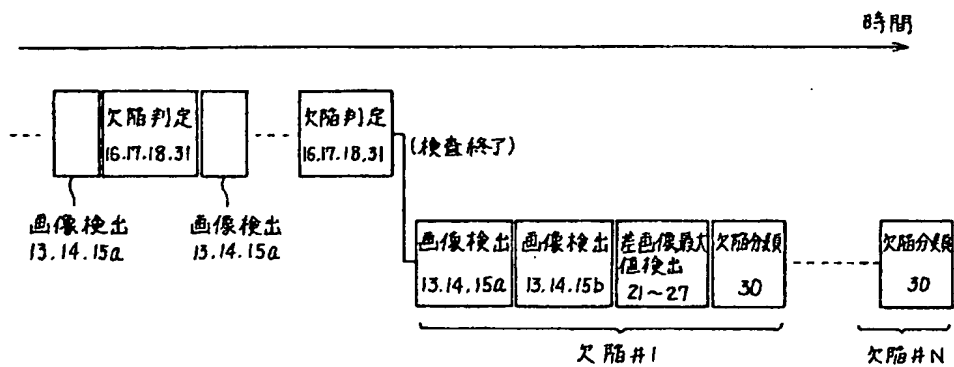 時間
欠陥判定
16.17.18.31
欠陥判定
16.17.18.31
(検査終了)
画像検出
13.14.15a
画像検出
13.14.15a
画像検出
13.14.15a
画像検出
13.14.15b
差画像最大
値検出
21~27
欠陥分類
30
欠陥分類
30
欠陥#1
欠陥#N